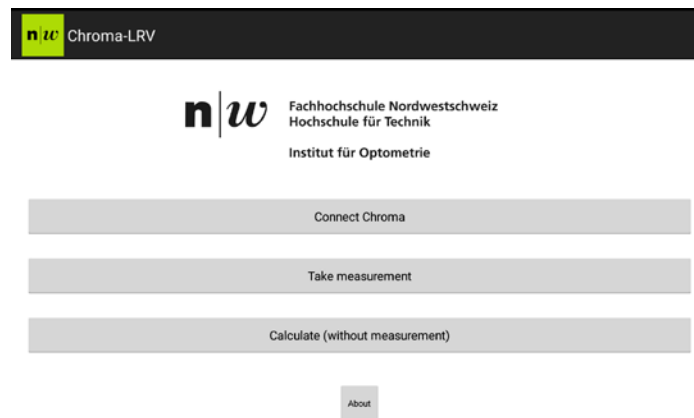 n|w Chroma-LRV
n|w
Fachhochschule Nordwestschweiz
Hochschule für Technik
Institut für Optometrie
Connect Chroma
Take measurement
Calculate (without measurement)
About